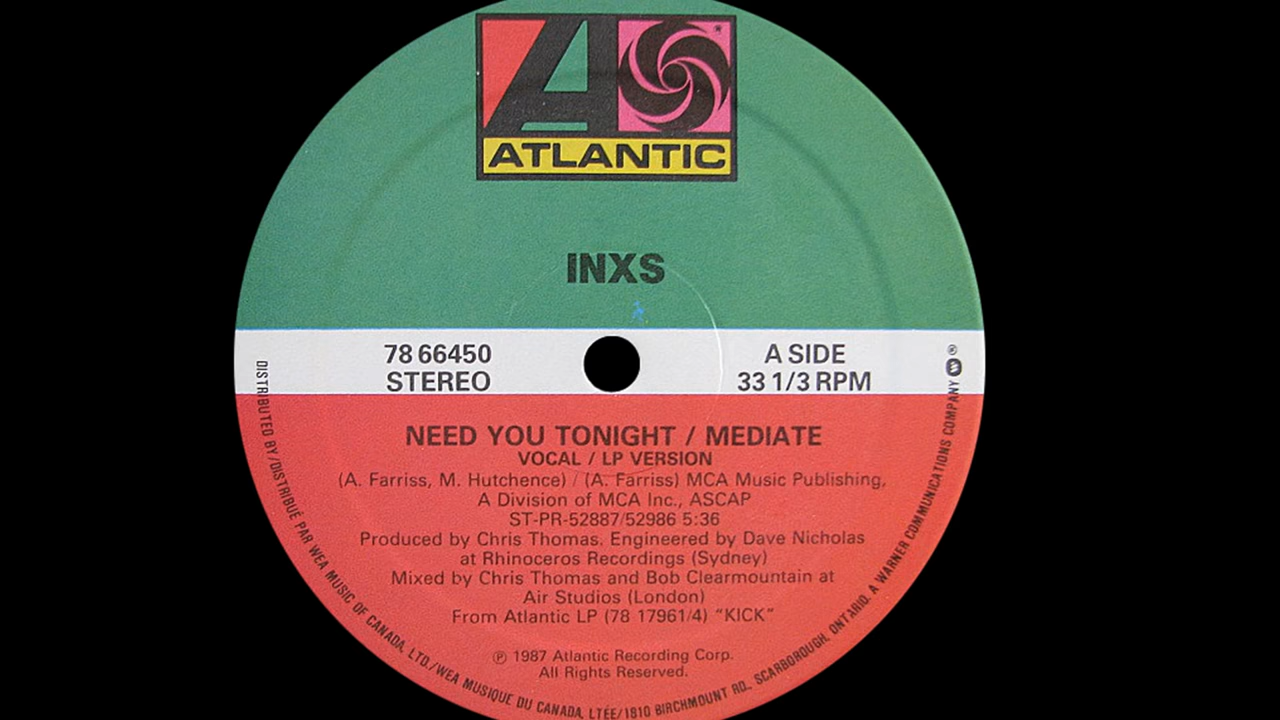 ATLANTIC
INXS
78 66450
STEREO
A SIDE
33 1/3 RPM
NEED YOU TONIGHT / MEDIATE
VOCAL / LP VERSION
(A. Farriss, M. Hutchence) / (A. Farriss) MCA Music Publishing,
A Division of MCA Inc., ASCAP
ST-PR-52887/52986 5:36
Produced by Chris Thomas. Engineered by Dave Nicholas
at Rhinoceros Recordings (Sydney)
Mixed by Chris Thomas and Bob Clearmountain at
Air Studios (London)
From Atlantic LP (78 17961/4) "KICK"
℗ 1987 Atlantic Recording Corp.
All Rights Reserved.
DISTRIBUTED BY/DISTRIBUÉ PAR WEA MUSIC OF CANADA, LTD./WEA MUSIQUE DU CANADA, LTÉE/1810 BIRCHMOUNT RD., SCARBOROUGH, ONTARIO. A WARNER COMMUNICATIONS COMPANY ®